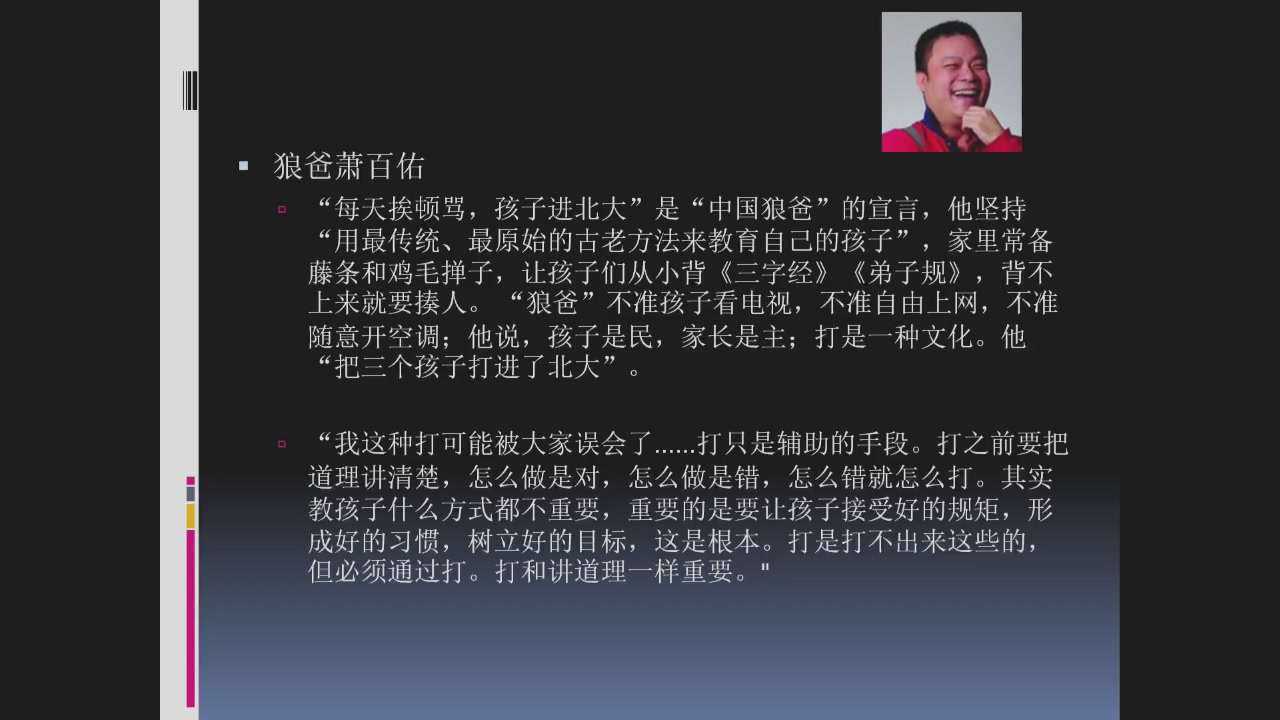 狼爸萧百佑
“每天挨顿骂，孩子进北大”是“中国狼爸”的宣言，他坚持
“用最传统、最原始的古老方法来教育自己的孩子”，家里常备
藤条和鸡毛掸子，让孩子们从小背《三字经》《弟子规》，背不
上来就要揍人。 “狼爸”不准孩子看电视，不准自由上网，不准
随意开空调；他说，孩子是民，家长是主；打是一种文化。他
“把三个孩子打进了北大”。
“我这种打可能被大家误会了......打只是辅助的手段。打之前要把
道理讲清楚，怎么做是对，怎么做是错，怎么错就怎么打。其实
教孩子什么方式都不重要，重要的是要让孩子接受好的规矩，形
成好的习惯，树立好的目标，这是根本。打是打不出来这些的，
但必须通过打。打和讲道理一样重要。"